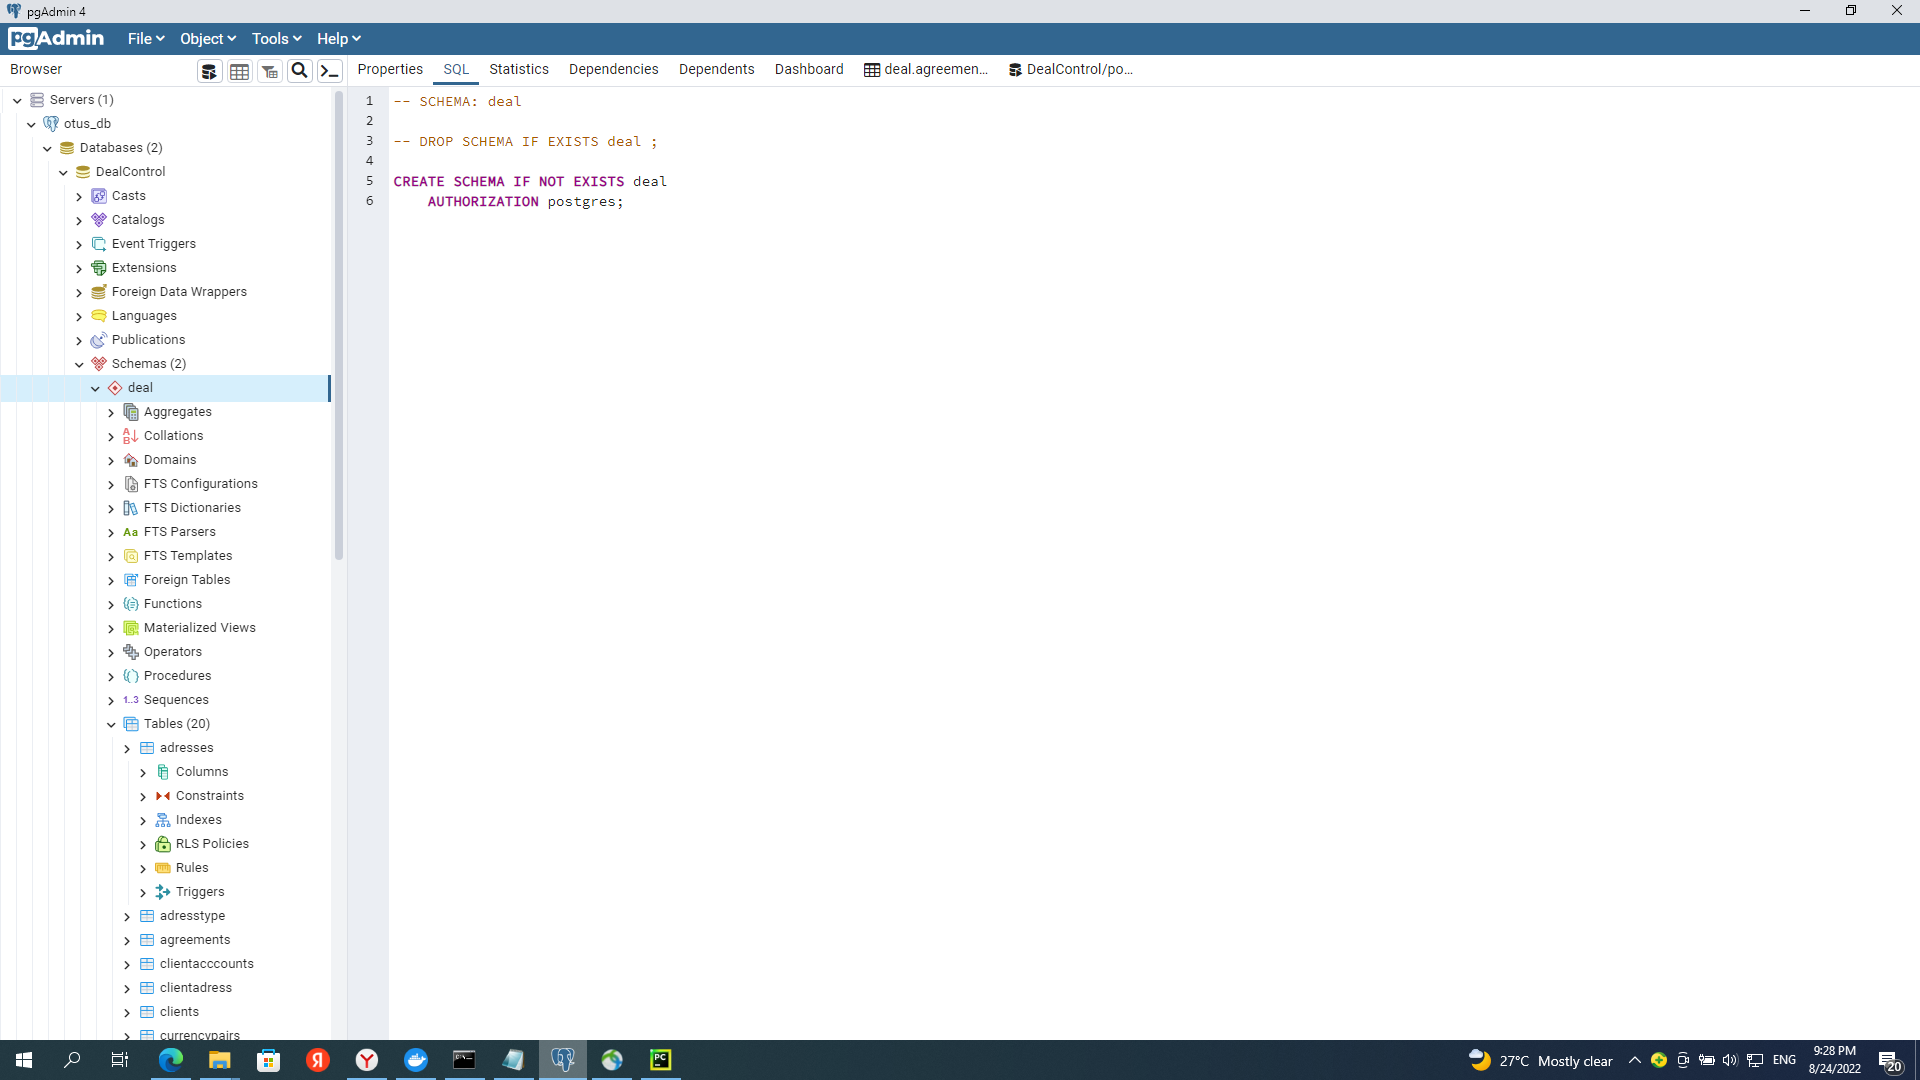 pgAdmin 4
pgAdmin File Object Tools Help
Browser
Properties SQL Statistics Dependencies Dependents Dashboard deal.agreemen... DealControl/po...
Servers (1)
otus_db
Databases (2)
DealControl
Casts
Catalogs
Event Triggers
Extensions
Foreign Data Wrappers
Languages
Publications
Schemas (2)
deal
Aggregates
Collations
Domains
FTS Configurations
FTS Dictionaries
Aa FTS Parsers
FTS Templates
Foreign Tables
Functions
Materialized Views
Operators
Procedures
1..3 Sequences
Tables (20)
adresses
Columns
Constraints
Indexes
RLS Policies
Rules
Triggers
adresstype
agreements
clientacccounts
clientadress
clients
currencypairs
1 -- SCHEMA: deal
2
3 -- DROP SCHEMA IF EXISTS deal ;
4
5 CREATE SCHEMA IF NOT EXISTS deal
6 AUTHORIZATION postgres;
27°C Mostly clear
ENG
9:28 PM
8/24/2022
20